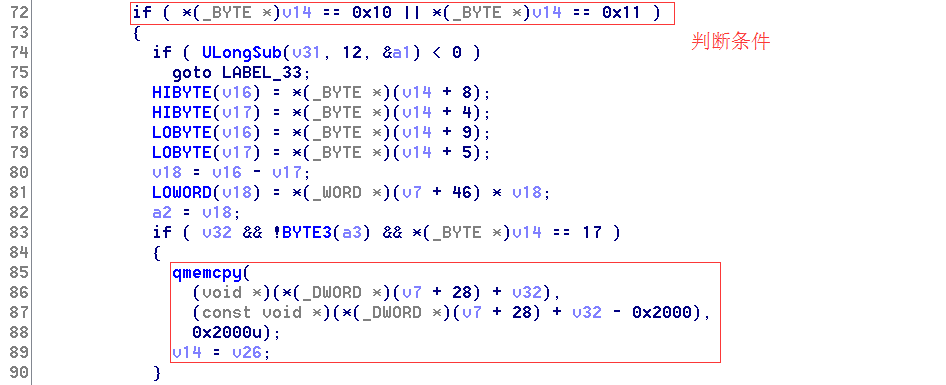 72 if ( *(_BYTE *)v14 == 0x10 || *(_BYTE *)v14 == 0x11 )
判断条件
73 {
74 if ( ULongSub(v31, 12, &a1) < 0 )
75 goto LABEL_33;
76 HIBYTE(v16) = *(_BYTE *)(v14 + 8);
77 HIBYTE(v17) = *(_BYTE *)(v14 + 4);
78 LOBYTE(v16) = *(_BYTE *)(v14 + 9);
79 LOBYTE(v17) = *(_BYTE *)(v14 + 5);
80 v18 = v16 - v17;
81 LOWORD(v18) = *(_WORD *)(v7 + 46) * v18;
82 a2 = v18;
83 if ( v32 && !BYTE3(a3) && *(_BYTE *)v14 == 17 )
84 {
85 qmemcpy(
86 (void *)(*(_DWORD *)(v7 + 28) + v32),
87 (const void *)(*(_DWORD *)(v7 + 28) + v32 - 0x2000),
88 0x2000u);
89 v14 = v26;
90 }